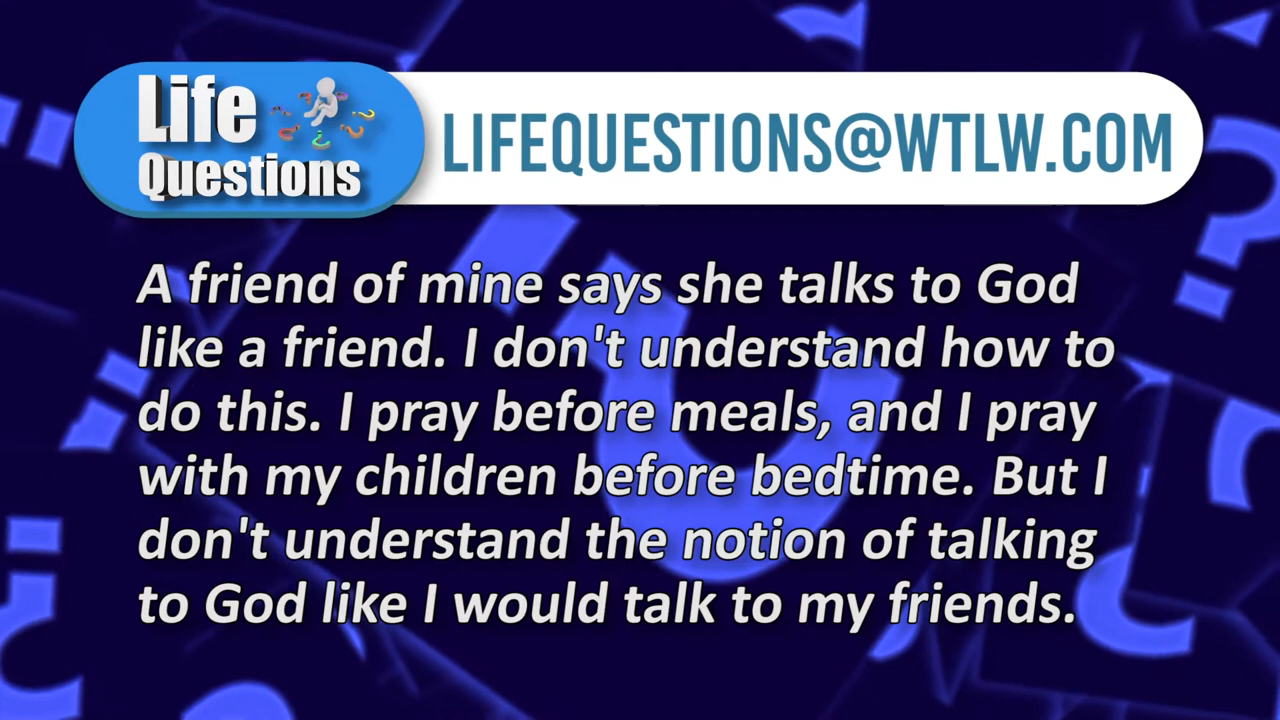 Life
Questions
LIFEQUESTIONS@WTLW.COM
A friend of mine says she talks to God
like a friend. I don't understand how to
do this. I pray before meals, and I pray
with my children before bedtime. But I
don't understand the notion of talking
to God like I would talk to my friends.